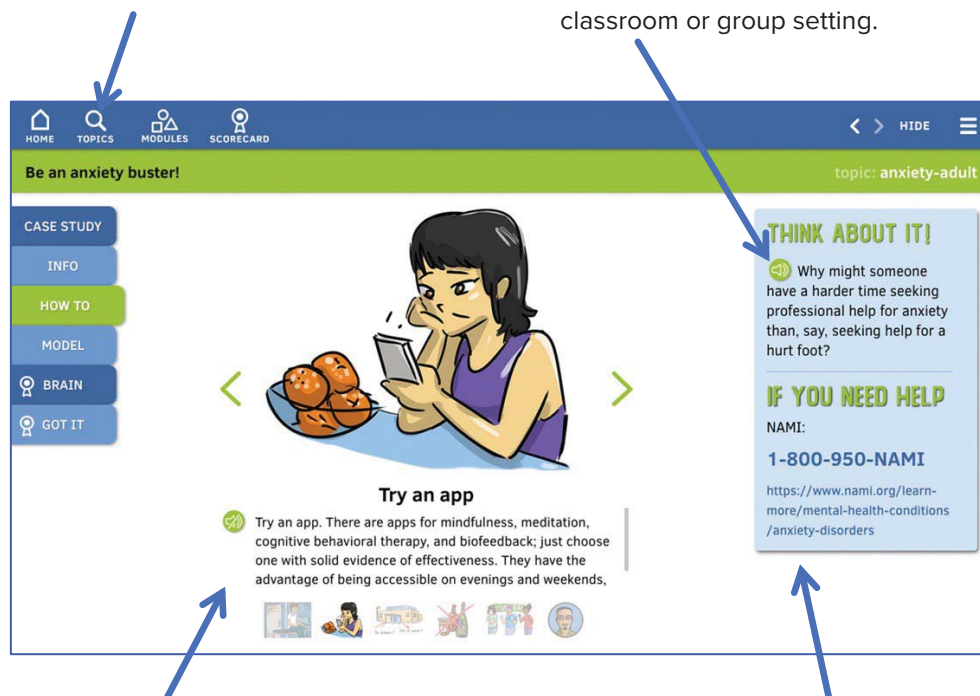 classroom or group setting.
HOME TOPICS MODULES SCORECARD HIDE
Be an anxiety buster! topic: anxiety-adult
CASE STUDY
INFO
HOW TO
MODEL
BRAIN
GOT IT
Try an app
Try an app. There are apps for mindfulness, meditation,
cognitive behavioral therapy, and biofeedback; just choose
one with solid evidence of effectiveness. They have the
advantage of being accessible on evenings and weekends,
THINK ABOUT IT!
Why might someone
have a harder time seeking
professional help for anxiety
than, say, seeking help for a
hurt foot?
IF YOU NEED HELP
NAMI:
1-800-950-NAMI
https://www.nami.org/learn-
more/mental-health-conditions
/anxiety-disorders